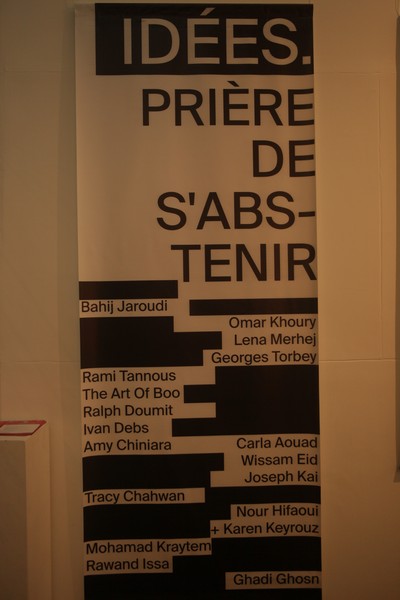 IDÉES.
PRIÈRE
DE
S'ABS-
TENIR
Bahij Jaroudi
Omar Khoury
Lena Merhej
Georges Torbey
Rami Tannous
The Art Of Boo
Ralph Doumit
Ivan Debs
Amy Chiniara
Carla Aouad
Wissam Eid
Joseph Kai
Tracy Chahwan
Nour Hifaoui
+ Karen Keyrouz
Mohamad Kraytem
Rawand Issa
Ghadi Ghosn